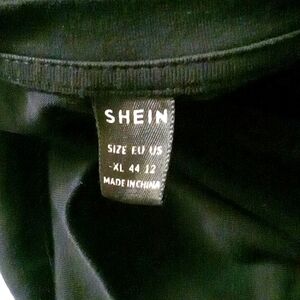 SHEIN
SIZE EU US
-XL 44 12
MADE IN CHINA